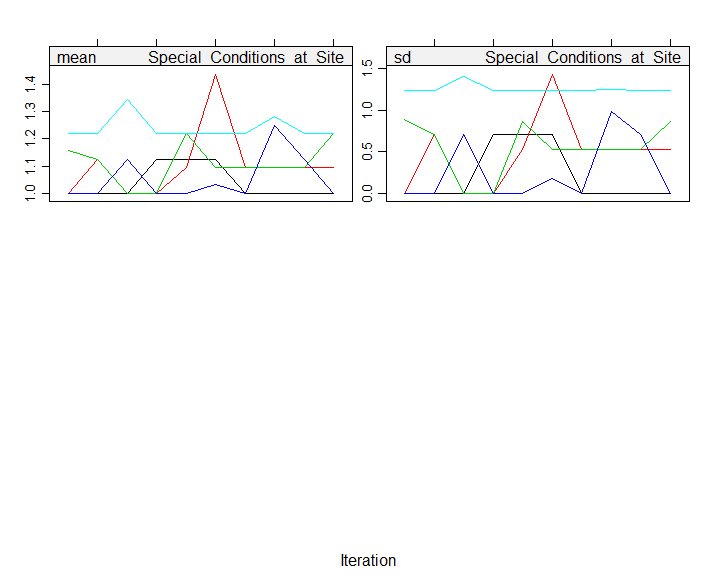 mean Special Conditions at Site
sd Special Conditions at Site
1.0 1.1 1.2 1.3 1.4
0.0 0.5 1.0 1.5
Iteration